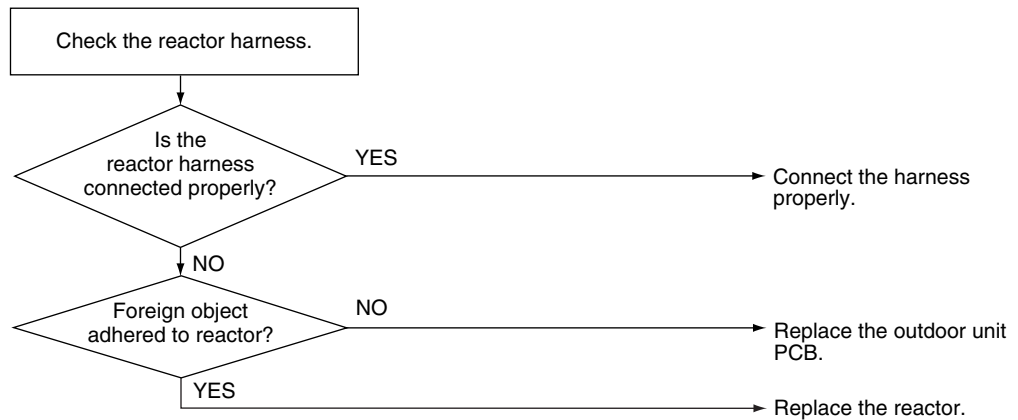 Check the reactor harness.
Is the
reactor harness
connected properly?
YES
Connect the harness
properly.
NO
Foreign object
adhered to reactor?
NO
Replace the outdoor unit
PCB.
YES
Replace the reactor.